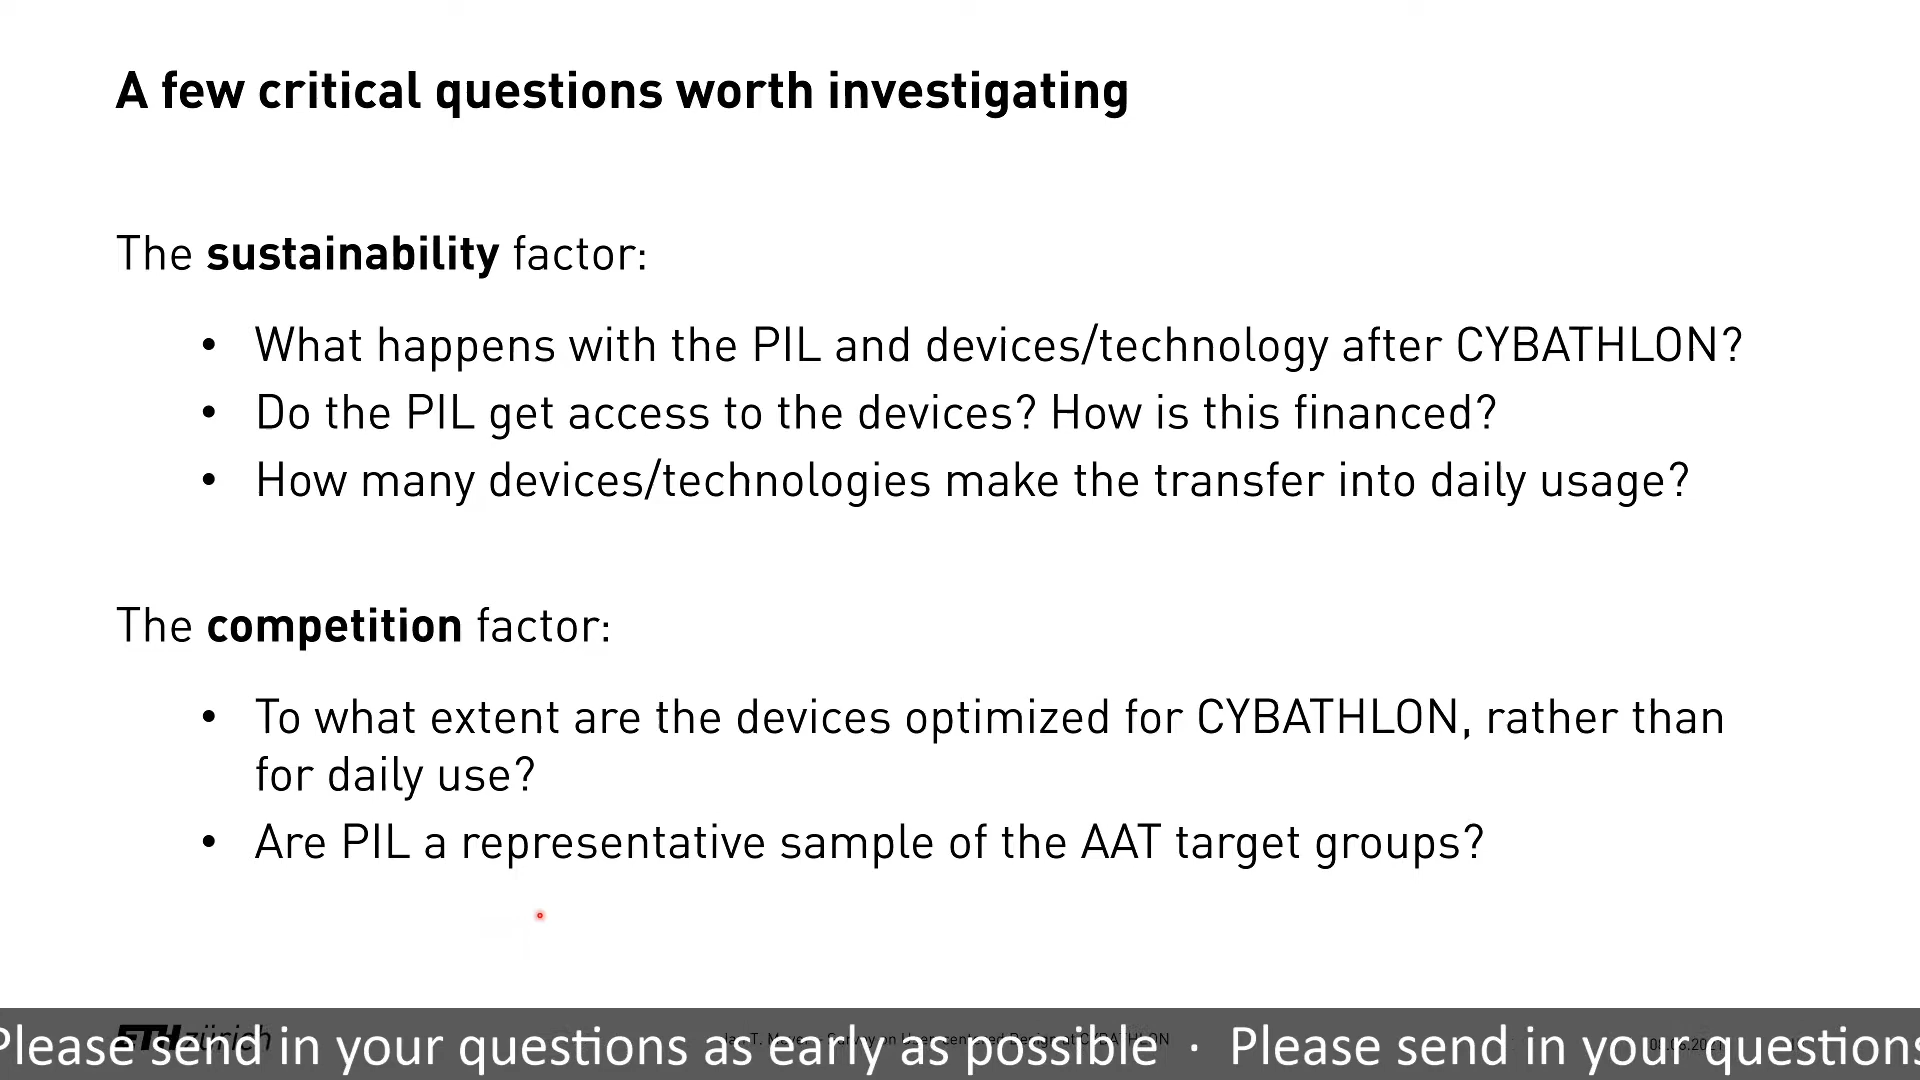 A few critical questions worth investigating
The sustainability factor:
• What happens with the PIL and devices/technology after CYBATHLON?
• Do the PIL get access to the devices? How is this financed?
• How many devices/technologies make the transfer into daily usage?
The competition factor:
• To what extent are the devices optimized for CYBATHLON, rather than
for daily use?
• Are PIL a representative sample of the AAT target groups?
ETH zürich
Please send in your questions as early as possible · Please send in your questions